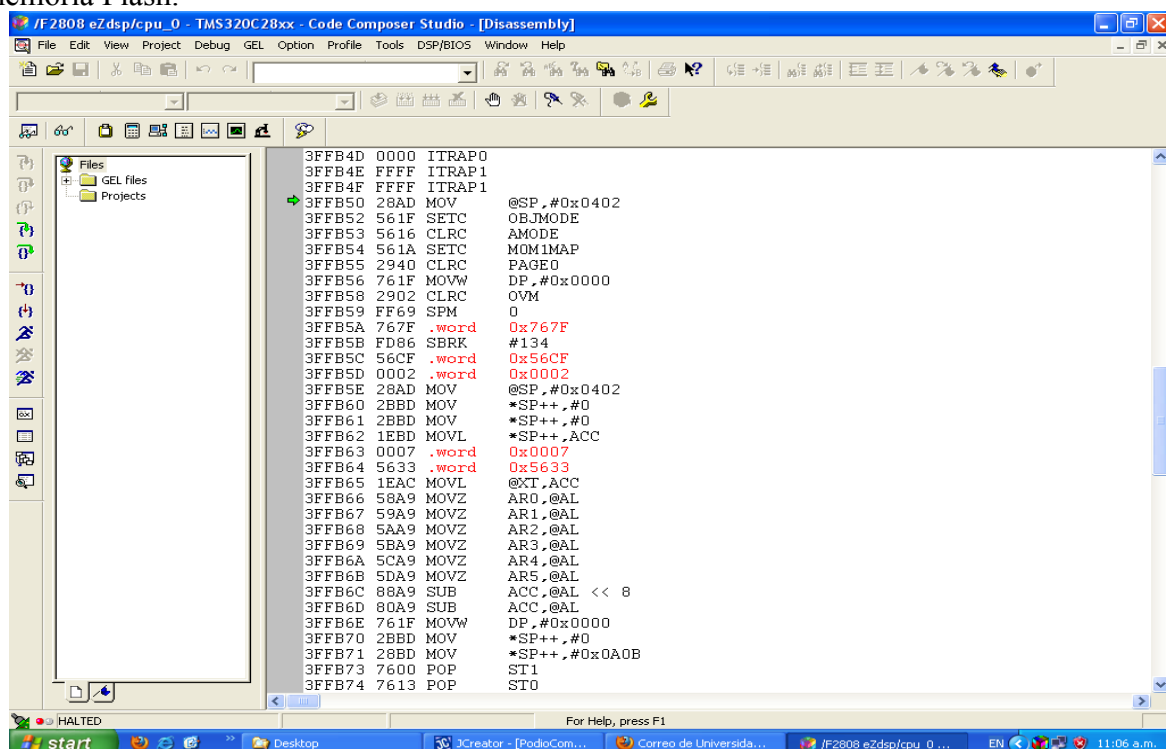 memoria Flash.
/F2808 eZdsp/cpu_0 - TMS320C28xx - Code Composer Studio - [Disassembly]
File Edit View Project Debug GEL Option Profile Tools DSP/BIOS Window Help
Files
GEL files
Projects
3FFB4D 0000 ITRAP0
3FFB4E FFFF ITRAP1
3FFB4F FFFF ITRAP1
3FFB50 28AD MOV @SP,#0x0402
3FFB52 561F SETC OBJMODE
3FFB53 5616 CLRC AMODE
3FFB54 561A SETC M0M1MAP
3FFB55 2940 CLRC PAGE0
3FFB56 761F MOVW DP,#0x0000
3FFB58 2902 CLRC OVM
3FFB59 FF69 SPM 0
3FFB5A 767F .word 0x767F
3FFB5B FD86 SBRK #134
3FFB5C 56CF .word 0x56CF
3FFB5D 0002 .word 0x0002
3FFB5E 28AD MOV @SP,#0x0402
3FFB60 2BBD MOV *SP++,#0
3FFB61 2BBD MOV *SP++,#0
3FFB62 1EBD MOVL *SP++,ACC
3FFB63 0007 .word 0x0007
3FFB64 5633 .word 0x5633
3FFB65 1EAC MOVL @XT,ACC
3FFB66 58A9 MOVZ AR0,@AL
3FFB67 59A9 MOVZ AR1,@AL
3FFB68 5AA9 MOVZ AR2,@AL
3FFB69 5BA9 MOVZ AR3,@AL
3FFB6A 5CA9 MOVZ AR4,@AL
3FFB6B 5DA9 MOVZ AR5,@AL
3FFB6C 88A9 SUB ACC,@AL << 8
3FFB6D 80A9 SUB ACC,@AL
3FFB6E 761F MOVW DP,#0x0000
3FFB70 2BBD MOV *SP++,#0
3FFB71 28BD MOV *SP++,#0x0A0B
3FFB73 7600 POP ST1
3FFB74 7613 POP ST0
HALTED
For Help, press F1
start
Desktop
JCreator - [PodioCom...
Correo de Universida...
/F2808 eZdsp/cpu_0 ...
EN
11:06 a.m.